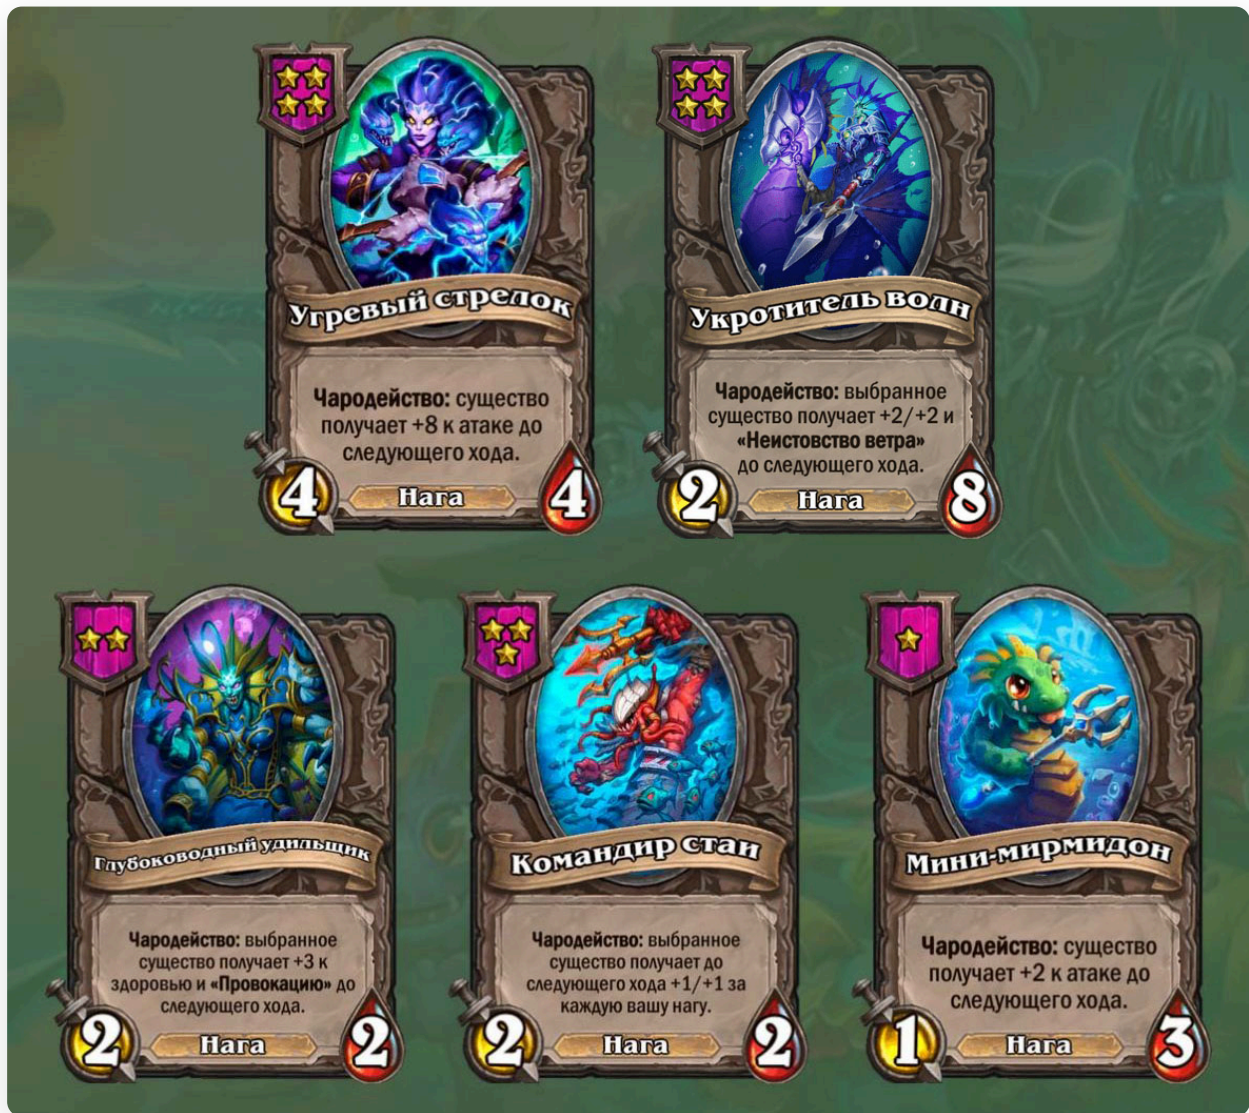 Угревый стрелок
Чародейство: существо
получает +8 к атаке до
следующего хода.
4
Нага
4
Укротитель волн
Чародейство: выбранное
существо получает +2/+2 и
«Неистовство ветра»
до следующего хода.
2
Нага
8
Глубоководный удильщик
Чародейство: выбранное
существо получает +3 к
здоровью и «Провокацию» до
следующего хода.
2
Нага
2
Командир стаи
Чародейство: выбранное
существо получает до
следующего хода +1/+1 за
каждую вашу нагу.
2
Нага
2
Мини-мирмидон
Чародейство: существо
получает +2 к атаке до
следующего хода.
1
Нага
3